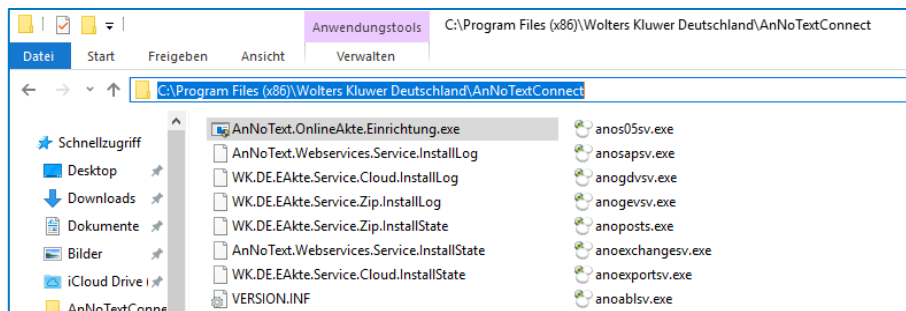 Anwendungstools C:\Program Files (x86)\Wolters Kluwer Deutschland\AnNoTextConnect
Datei Start Freigeben Ansicht Verwalten
C:\Program Files (x86)\Wolters Kluwer Deutschland\AnNoTextConnect
Schnellzugriff
Desktop
Downloads
Dokumente
Bilder
iCloud Drive (
AnNoTextConne
AnNoText.OnlineAkte.Einrichtung.exe
AnNoText.Webservices.Service.InstallLog
WK.DE.EAkte.Service.Cloud.InstallLog
WK.DE.EAkte.Service.Zip.InstallLog
WK.DE.EAkte.Service.Zip.InstallState
AnNoText.Webservices.Service.InstallState
WK.DE.EAkte.Service.Cloud.InstallState
VERSION.INF
anos05sv.exe
anosapsv.exe
anogdvsv.exe
anogevsv.exe
anoposts.exe
anoexchangesv.exe
anoexportsv.exe
anoablsv.exe